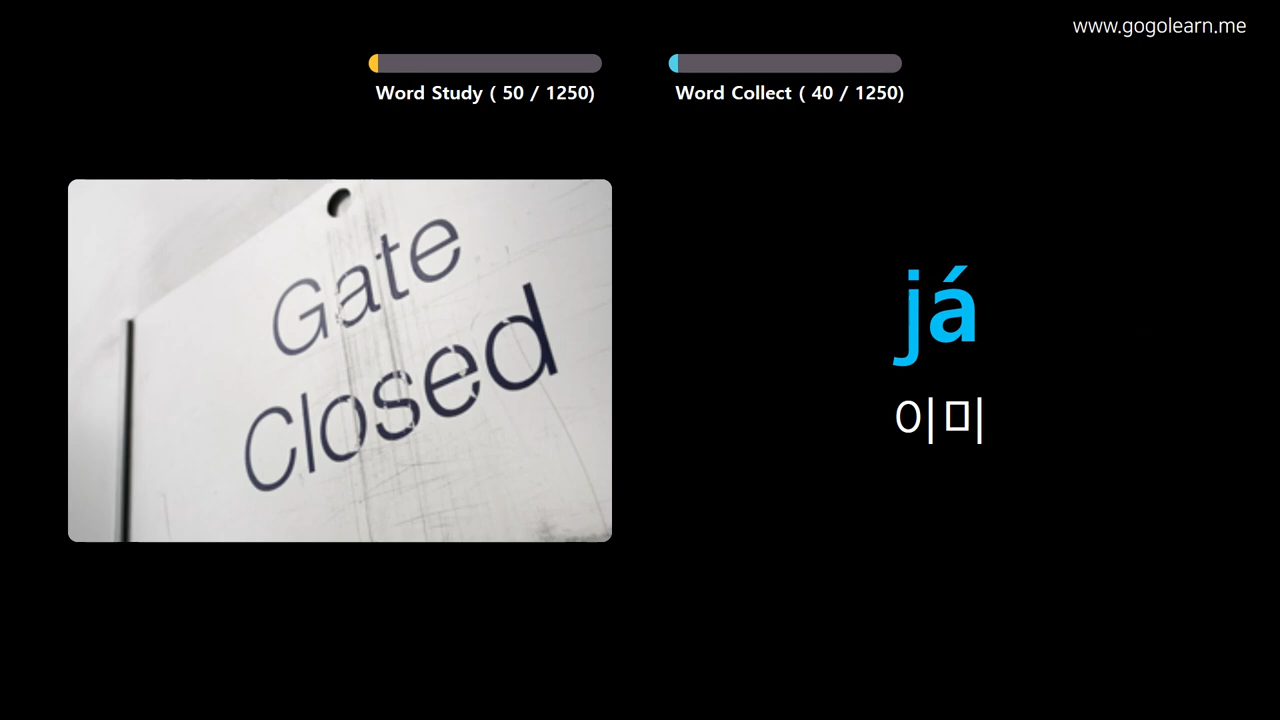 www.gogolearn.me
Word Study ( 50 / 1250)
Word Collect ( 40 / 1250)
Gate
Closed
já
이미